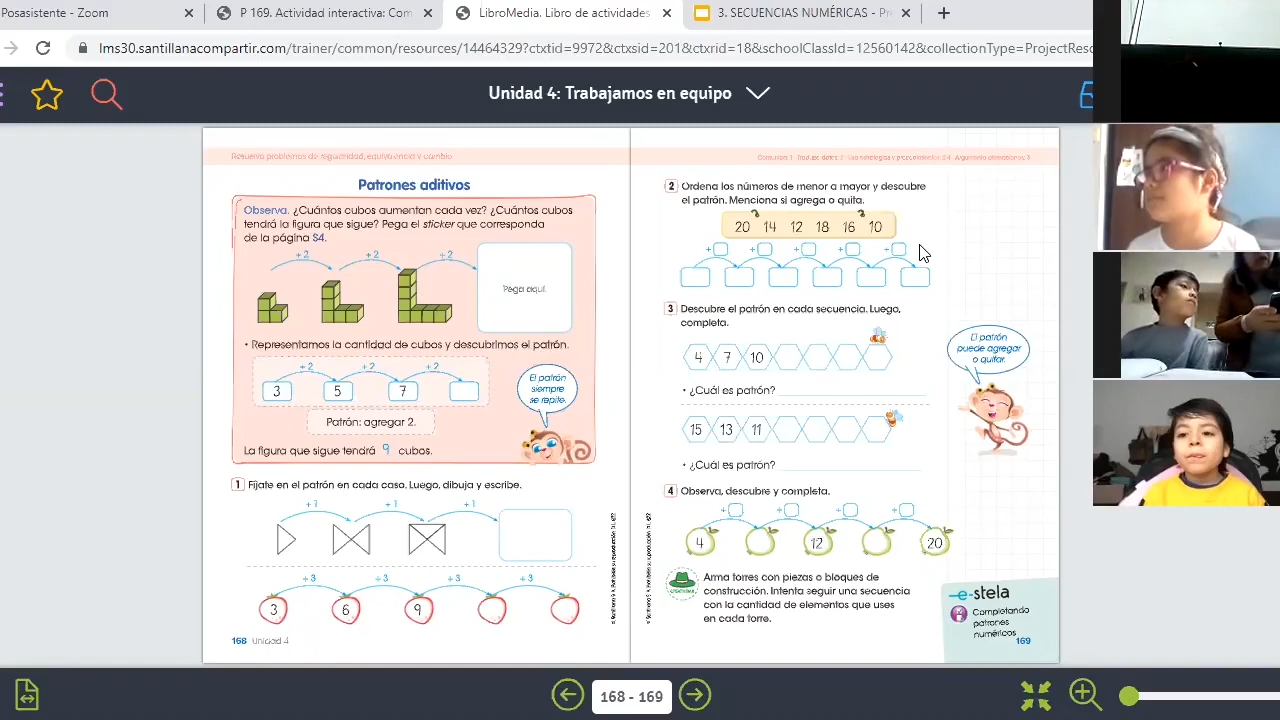 Posasistente - Zoom
P 169. Actividad interactiva: Com
LibroMedia. Libro de actividades
3. SECUENCIAS NUMÉRICAS - Pre
lms30.santillanacompartir.com/trainer/common/resources/14464329?ctxtid=9972&ctxsid=201&ctxrid=18&schoolClassId=12560142&collectionType=ProjectReso
Unidad 4: Trabajamos en equipo
Resuelve problemas de regularidad, equivalencia y cambio
Patrones aditivos
Observa. ¿Cuántos cubos aumentan cada vez? ¿Cuántos cubos
tendrá la figura que sigue? Pega el sticker que corresponda
de la página S4.
+2 +2 +2
Pega aquí.
• Representamos la cantidad de cubos y descubrimos el patrón.
+2 +2 +2
3 5 7
Patrón: agregar 2.
El patrón
siempre
se repite.
La figura que sigue tendrá 9 cubos.
1 Fíjate en el patrón en cada caso. Luego, dibuja y escribe.
+1 +1 +1
+3 +3 +3 +3
3 6 9
168 Unidad 4
2 Ordena los números de menor a mayor y descubre
el patrón. Menciona si agrega o quita.
20 14 12 18 16 10
+ + + + +
3 Descubre el patrón en cada secuencia. Luego,
completa.
4 7 10
• ¿Cuál es patrón?
El patrón
puede agregar
o quitar.
15 13 11
• ¿Cuál es patrón?
4 Observa, descubre y completa.
+ + + +
4 12 20
Arma torres con piezas o bloques de
construcción. Intenta seguir una secuencia
con la cantidad de elementos que uses
en cada torre.
e-stela
Completando
patrones
numéricos
169
168 - 169